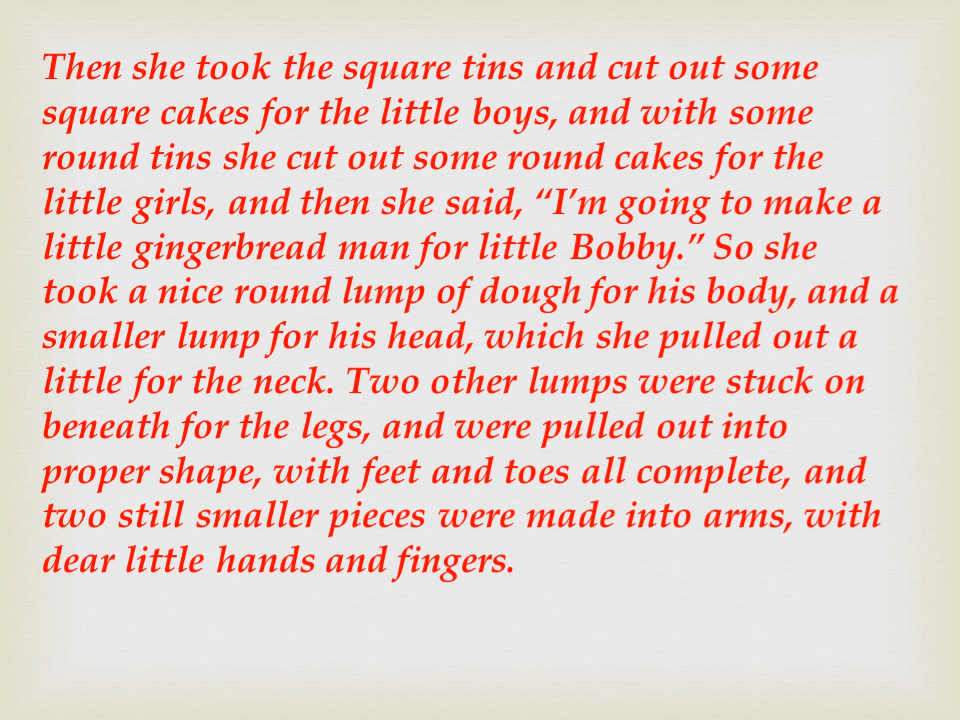 Then she took the square tins and cut out some
square cakes for the little boys, and with some
round tins she cut out some round cakes for the
little girls, and then she said, “I’m going to make a
little gingerbread man for little Bobby.” So she
took a nice round lump of dough for his body, and a
smaller lump for his head, which she pulled out a
little for the neck. Two other lumps were stuck on
beneath for the legs, and were pulled out into
proper shape, with feet and toes all complete, and
two still smaller pieces were made into arms, with
dear little hands and fingers.